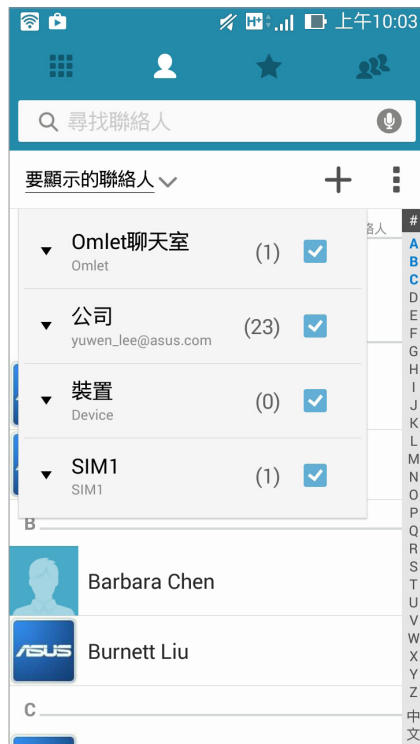 上午10:03
尋找聯絡人
要顯示的聯絡人
絡人
Omlet聊天室 (1)
Omlet
公司 (23)
yuwen_lee@asus.com
裝置 (0)
Device
SIM1 (1)
SIM1
B
Barbara Chen
ASUS Burnett Liu
C
#
A
B
C
D
E
F
G
H
I
J
K
L
M
N
O
P
Q
R
S
T
U
V
W
X
Y
Z
中
文